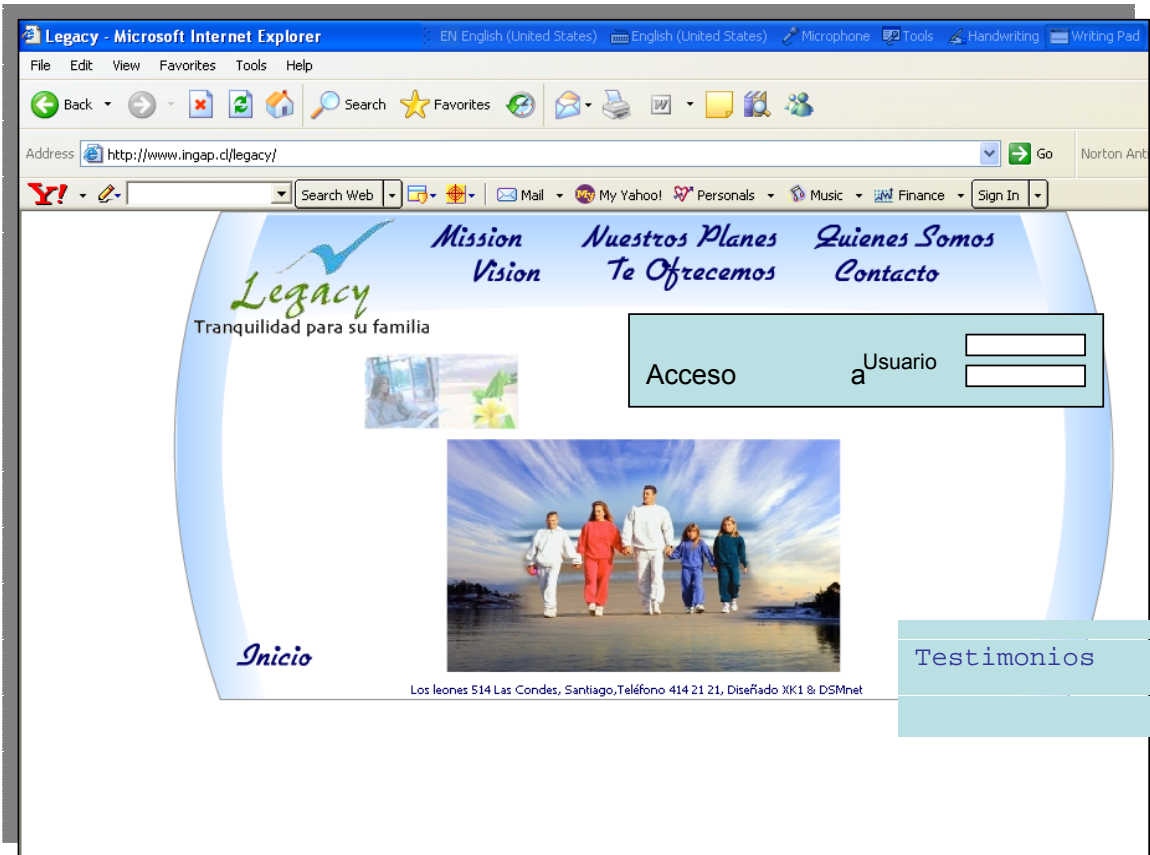 Legacy - Microsoft Internet Explorer
EN English (United States) English (United States) Microphone Tools Handwriting Writing Pad
File Edit View Favorites Tools Help
Back Search Favorites
Address http://www.ingap.cl/legacy/ Go Norton Anti
Y! Search Web Mail My Yahoo! Personals Music Finance Sign In
Mission Nuestros Planes Quienes Somos
Vision Te Ofrecemos Contacto
Legacy
Tranquilidad para su familia
Acceso a Usuario
Inicio
Testimonios
Los leones 514 Las Condes, Santiago,Teléfono 414 21 21, Diseñado XK1 & DSMnet